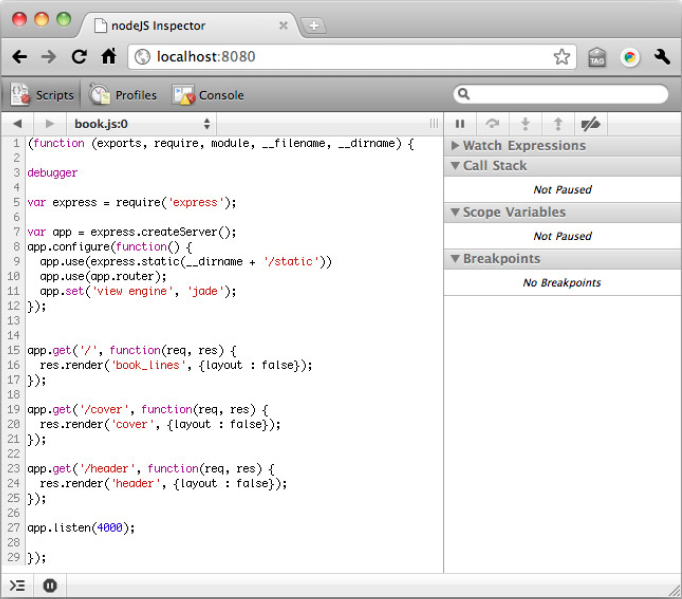 nodeJS Inspector
localhost:8080
TAG
Scripts
Profiles
Console
book.js:0
1 (function (exports, require, module, __filename, __dirname) {
2
3 debugger
4
5 var express = require('express');
6
7 var app = express.createServer();
8 app.configure(function() {
9 app.use(express.static(__dirname + '/static'))
10 app.use(app.router);
11 app.set('view engine', 'jade');
12 });
13
14
15 app.get('/', function(req, res) {
16 res.render('book_lines', {layout : false});
17 });
18
19 app.get('/cover', function(req, res) {
20 res.render('cover', {layout : false});
21 });
22
23 app.get('/header', function(req, res) {
24 res.render('header', {layout : false});
25 });
26
27 app.listen(4000);
28
29 });
Watch Expressions
Call Stack
Not Paused
Scope Variables
Not Paused
Breakpoints
No Breakpoints